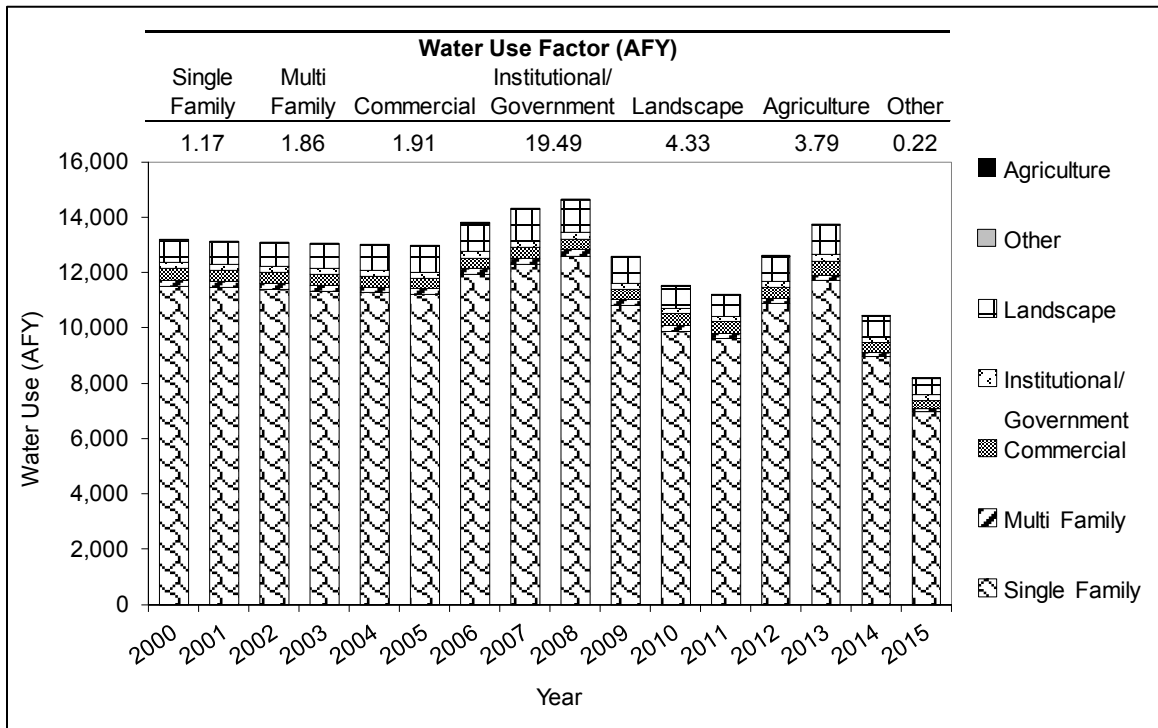 Water Use Factor (AFY)
Single Family Multi Family Commercial Institutional/ Government Landscape Agriculture Other
1.17 1.86 1.91 19.49 4.33 3.79 0.22
16,000
14,000
12,000
10,000
8,000
6,000
4,000
2,000
0
Water Use (AFY)
2000 2001 2002 2003 2004 2005 2006 2007 2008 2009 2010 2011 2012 2013 2014 2015
Year
Agriculture
Other
Landscape
Institutional/
Government
Commercial
Multi Family
Single Family